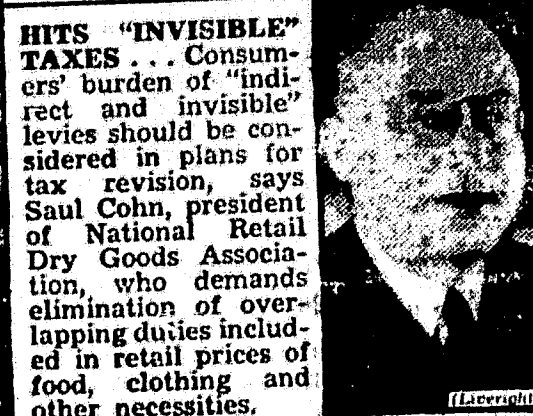 HITS "INVISIBLE"
TAXES . . . Consum-
ers' burden of "indi-
rect and invisible"
levies should be con-
sidered in plans for
tax revision, says
Saul Cohn, president
of National Retail
Dry Goods Associa-
tion, who demands
elimination of over-
lapping duties includ-
ed in retail prices of
food, clothing and
other necessities.
(Liveright